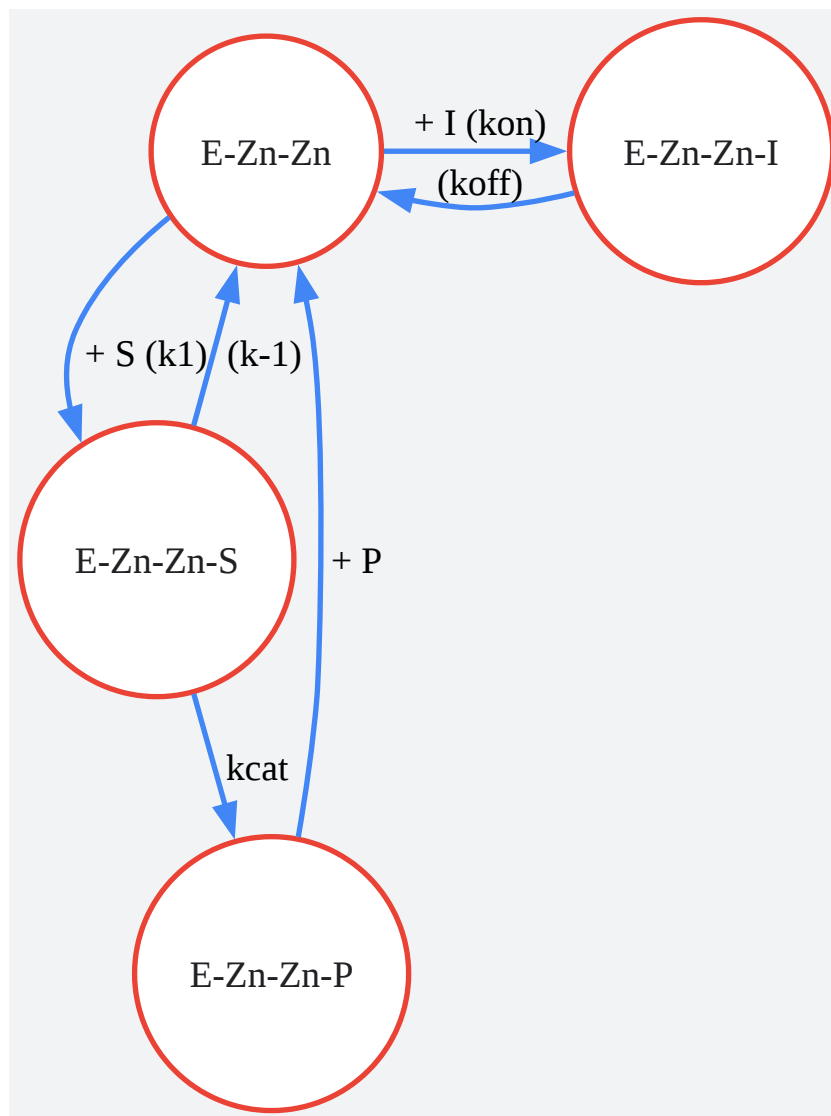 + I (kon)
E-Zn-Zn
E-Zn-Zn-I
(koff)
+ S (k1)
(k-1)
E-Zn-Zn-S
+ P
kcat
E-Zn-Zn-P